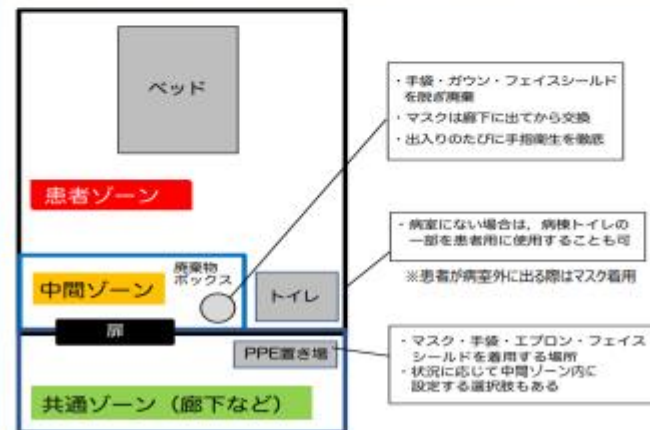 ベッド
・手袋・ガウン・フェイスシールド
を脱ぎ廃棄
・マスクは廊下に出てから交換
・出入りのたびに手指衛生を徹底
患者ゾーン
・病室にない場合は，病棟トイレの
一部を患者用に使用することも可
※患者が病室外に出る際はマスク着用
中間ゾーン
廃棄物
ボックス
トイレ
扉
PPE置き場
・マスク・手袋・エプロン・フェイス
シールドを着用する場所
・状況に応じて中間ゾーン内に
設定する選択肢もある
共通ゾーン（廊下など）